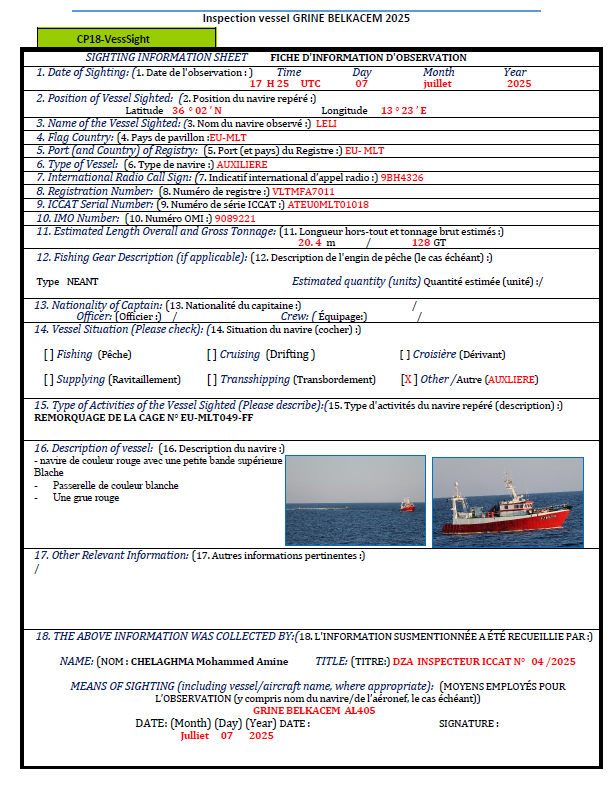 Inspection vessel GRINE BELKACEM 2025
CP18-VessSight
SIGHTING INFORMATION SHEET FICHE D'INFORMATION D'OBSERVATION
1. Date of Sighting: (1. Date de l'observation : ) Time Day Month Year
17 H 25 UTC 07 juillet 2025
2. Position of Vessel Sighted: (2. Position du navire repéré :)
Latitude 36 ° 02 ' N Longitude 13 ° 23 ' E
3. Name of the Vessel Sighted: (3. Nom du navire observé :) LELI
4. Flag Country: (4. Pays de pavillon :EU-MLT
5. Port (and Country) of Registry: (5. Port (et pays) du Registre :) EU- MLT
6. Type of Vessel: (6. Type de navire :) AUXILIERE
7. International Radio Call Sign: (7. Indicatif international d'appel radio :) 9BH4326
8. Registration Number: (8. Numéro de registre :) VLTMFA7011
9. ICCAT Serial Number: (9. Numéro de série ICCAT :) ATEU0MLT01018
10. IMO Number: (10. Numéro OMI :) 9089221
11. Estimated Length Overall and Gross Tonnage: (11. Longueur hors-tout et tonnage brut estimés :)
20. 4 m / 128 GT
12. Fishing Gear Description (if applicable): (12. Description de l'engin de pêche (le cas échéant) :)
Type NEANT Estimated quantity (units) Quantité estimée (unité) :/
13. Nationality of Captain: (13. Nationalité du capitaine :) /
Officer: (Officier :) / Crew: ( Équipage:) /
14. Vessel Situation (Please check): (14. Situation du navire (cocher) :)
[ ] Fishing (Pêche) [ ] Cruising (Drifting ) [ ] Croisière (Dérivant)
[ ] Supplying (Ravitaillement) [ ] Transshipping (Transbordement) [X ] Other /Autre (AUXLIERE)
15. Type of Activities of the Vessel Sighted (Please describe):(15. Type d'activités du navire repéré (description) :)
REMORQUAGE DE LA CAGE N° EU-MLT049-FF
16. Description of vessel: (16. Description du navire :)
- navire de couleur rouge avec une petite bande supérieure
Blache
- Passerelle de couleur blanche
- Une grue rouge
17. Other Relevant Information: (17. Autres informations pertinentes :)
/
18. THE ABOVE INFORMATION WAS COLLECTED BY:(18. L'INFORMATION SUSMENTIONNÉE A ÉTÉ RECUEILLIE PAR :)
NAME: (NOM : CHELAGHMA Mohammed Amine TITLE: (TITRE:) DZA INSPECTEUR ICCAT N° 04 /2025
MEANS OF SIGHTING (including vessel/aircraft name, where appropriate): (MOYENS EMPLOYÉS POUR
L'OBSERVATION (y compris nom du navire/de l'aéronef, le cas échéant))
GRINE BELKACEM AL405
DATE: (Month) (Day) (Year) DATE : SIGNATURE :
Julliet 07 2025